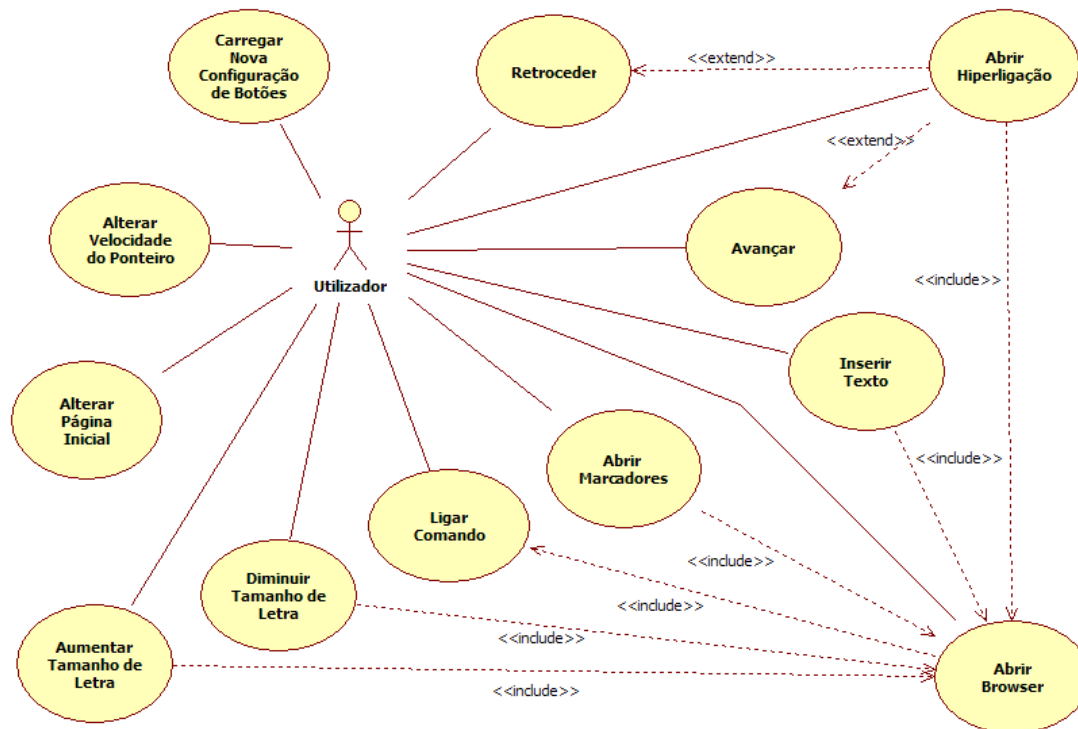 Carregar
Nova
Configuração
de Botões
Retroceder
<<extend>>
Abrir
Hiperligação
<<extend>>
Alterar
Velocidade
do Ponteiro
Avançar
Utilizador
<<include>>
Inserir
Texto
Alterar
Página
Inicial
Abrir
Marcadores
<<include>>
Ligar
Comando
<<include>>
Diminuir
Tamanho de
Letra
<<include>>
<<include>>
Aumentar
Tamanho de
Letra
<<include>>
Abrir
Browser